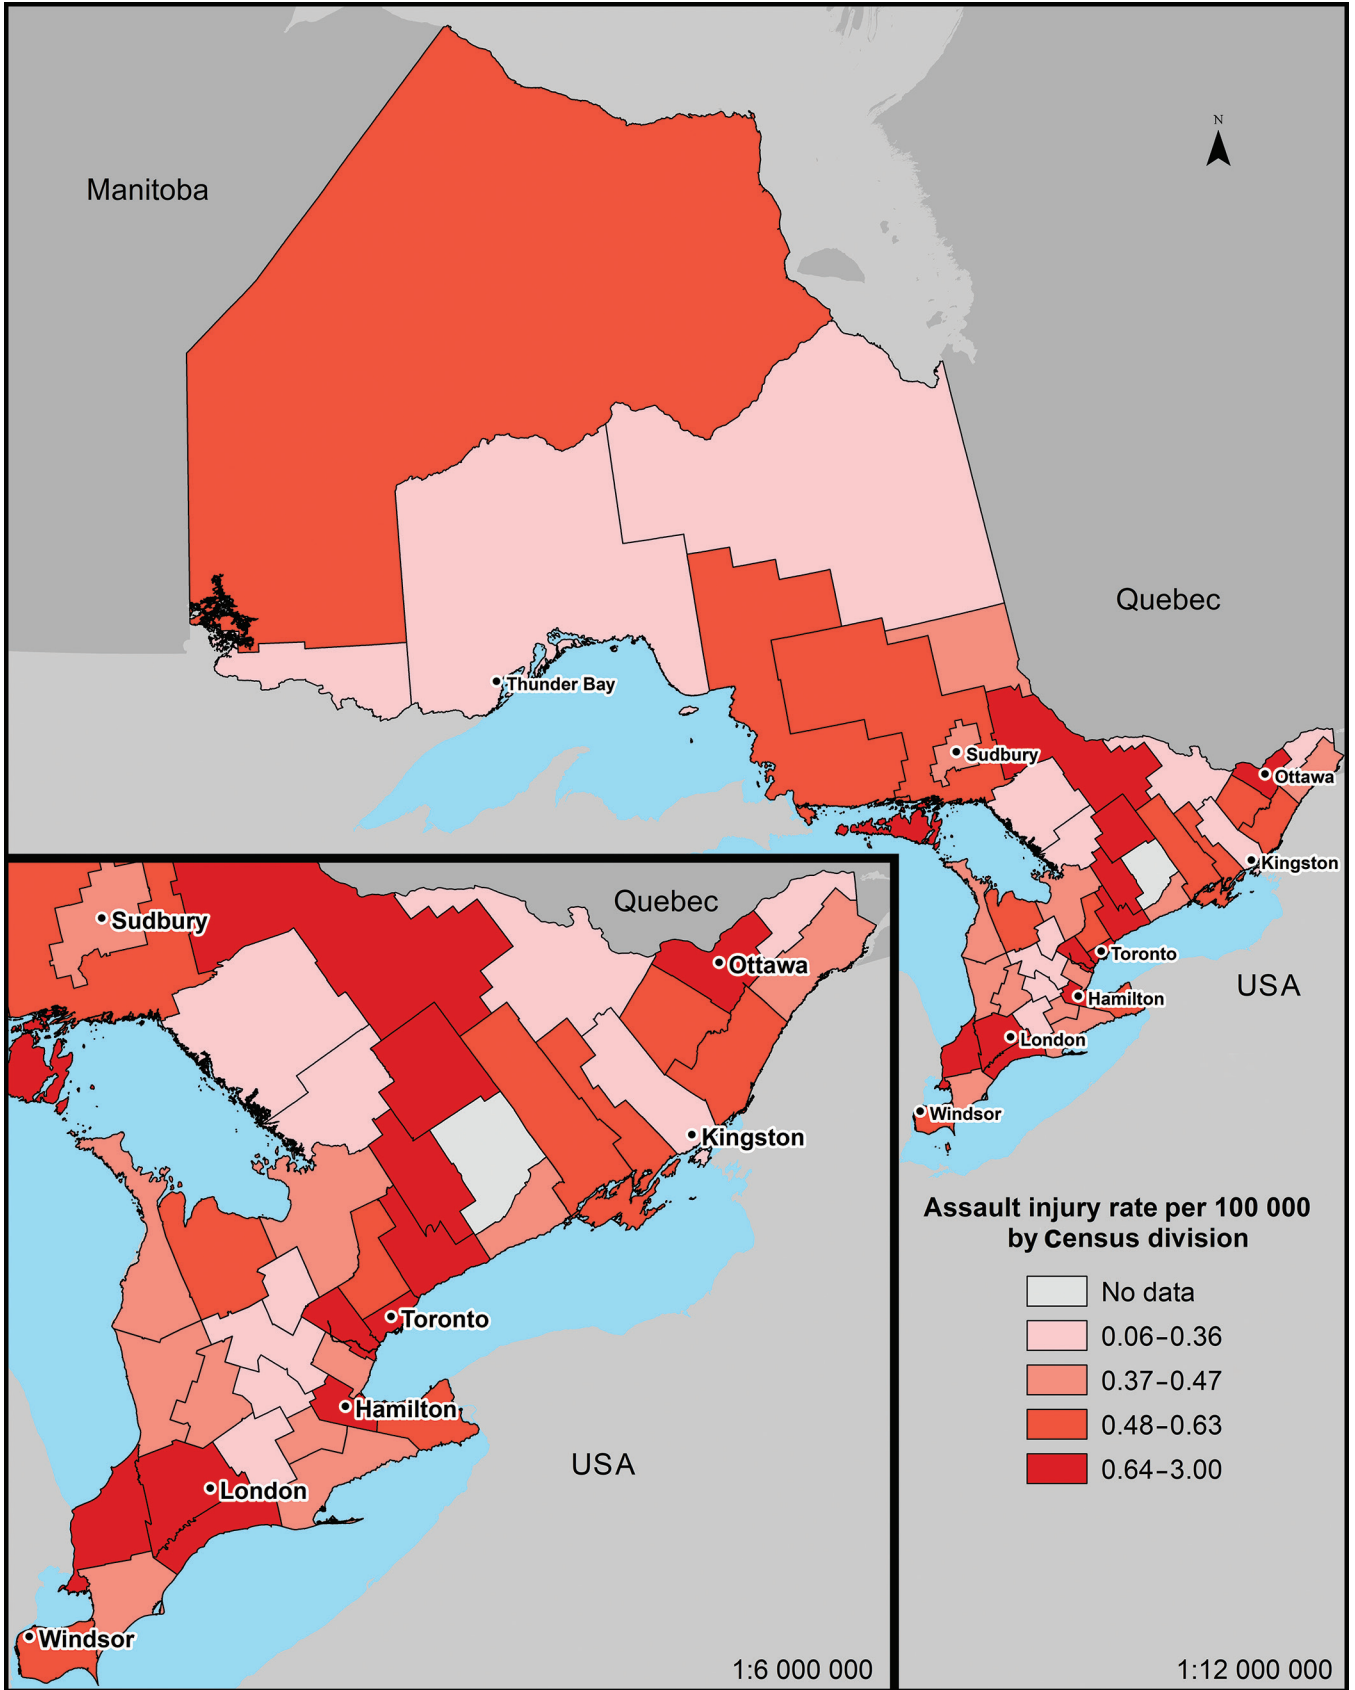 N
Manitoba
Quebec
Thunder Bay
Sudbury
Ottawa
Kingston
Toronto
USA
Hamilton
London
Windsor
Quebec
Sudbury
Ottawa
Kingston
Toronto
Hamilton
USA
London
Windsor
1:6 000 000
Assault injury rate per 100 000
by Census division
No data
0.06–0.36
0.37–0.47
0.48–0.63
0.64–3.00
1:12 000 000